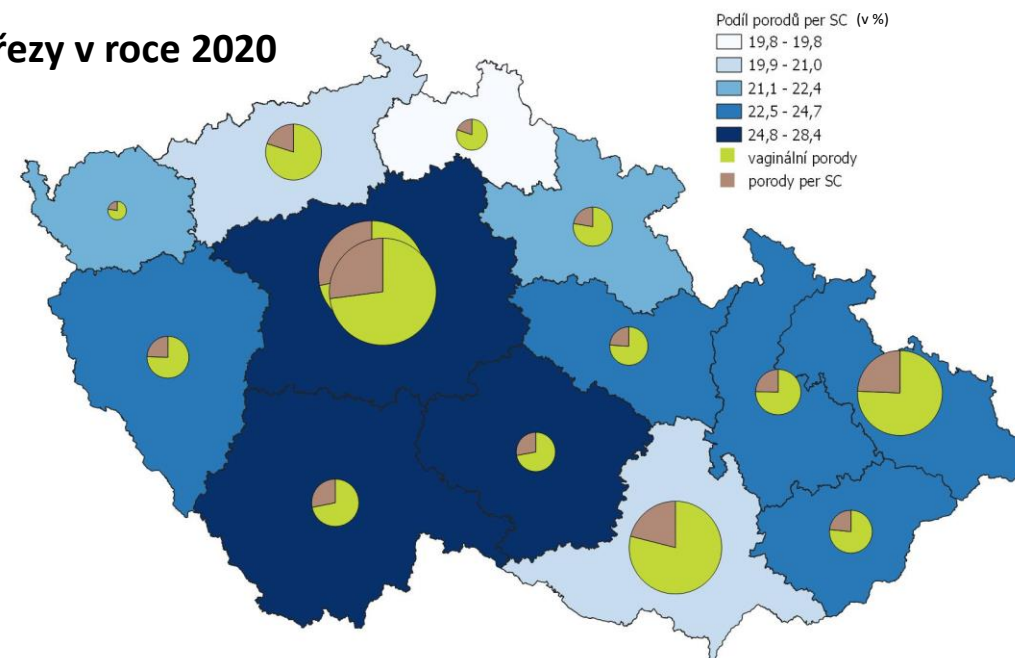 řezy v roce 2020
Podíl porodů per SC (v %)
19,8 - 19,8
19,9 - 21,0
21,1 - 22,4
22,5 - 24,7
24,8 - 28,4
vaginální porody
porody per SC